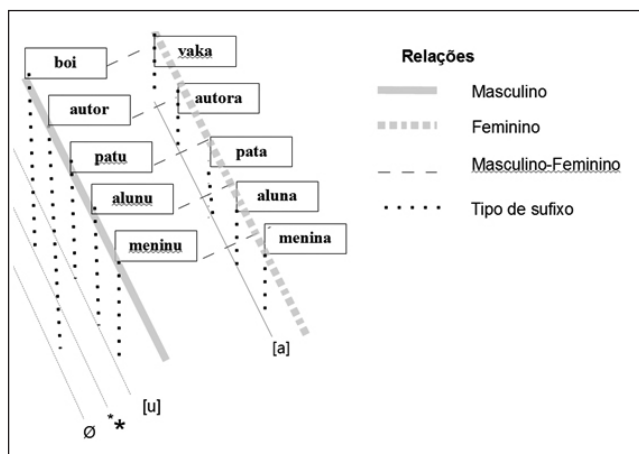 boi
vaka
autor
autora
patu
pata
alunu
aluna
meninu
menina
[a]
[u]
**
Ø
Relações
Masculino
Feminino
Masculino-Feminino
Tipo de sufixo